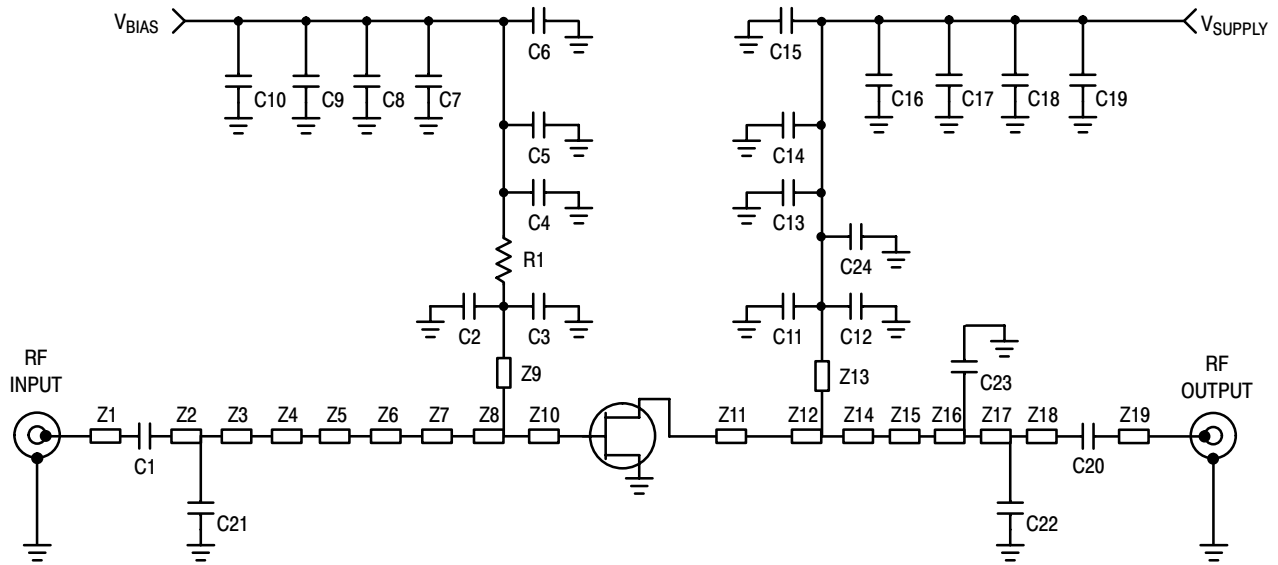 VBIAS
C6
C15
VSUPPLY
C10 C9 C8 C7
C16 C17 C18 C19
C5
C14
C4
C13
R1
C24
C2 C3
C11 C12
RF
INPUT
Z9
Z13
C23
RF
OUTPUT
Z1 Z2 Z3 Z4 Z5 Z6 Z7 Z8 Z10 Z11 Z12 Z14 Z15 Z16 Z17 Z18 Z19
C1
C20
C21
C22